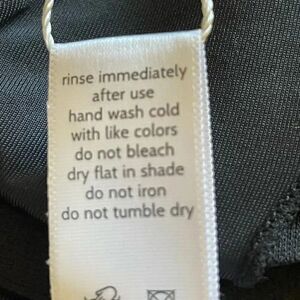 rinse immediately
after use
hand wash cold
with like colors
do not bleach
dry flat in shade
do not iron
do not tumble dry